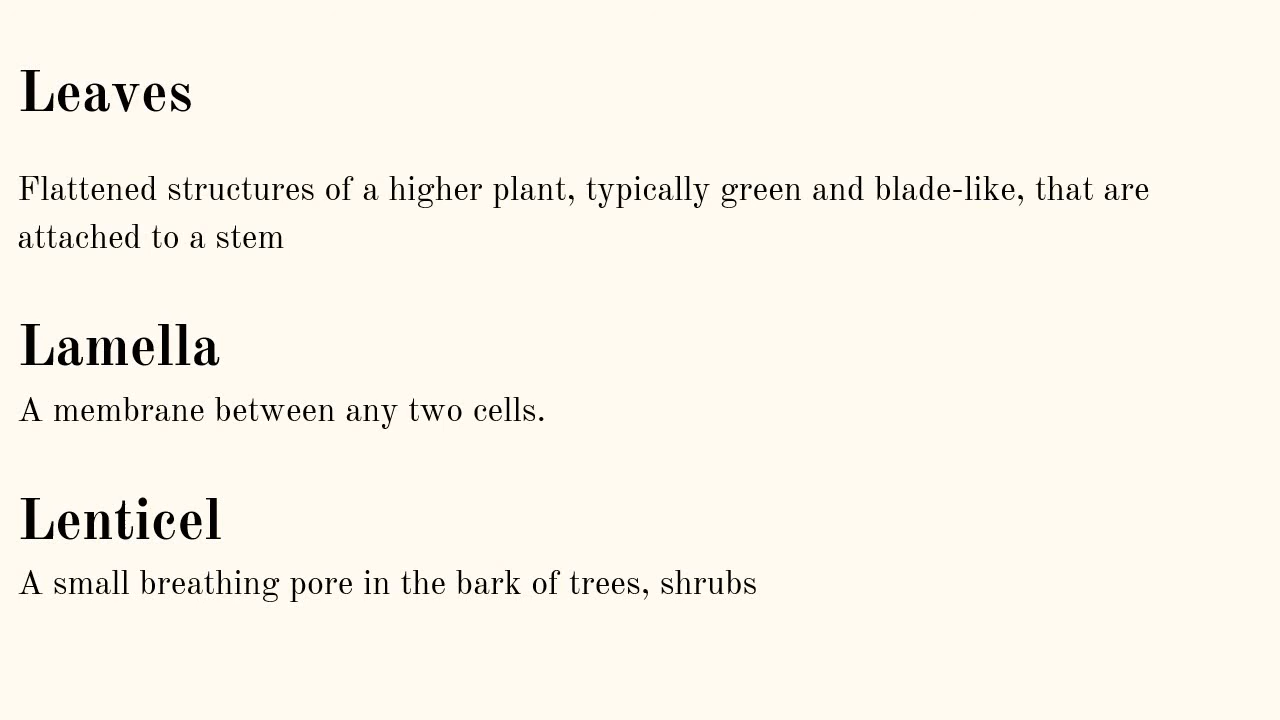 Leaves
Flattened structures of a higher plant, typically green and blade-like, that are
attached to a stem
Lamella
A membrane between any two cells.
Lenticel
A small breathing pore in the bark of trees, shrubs